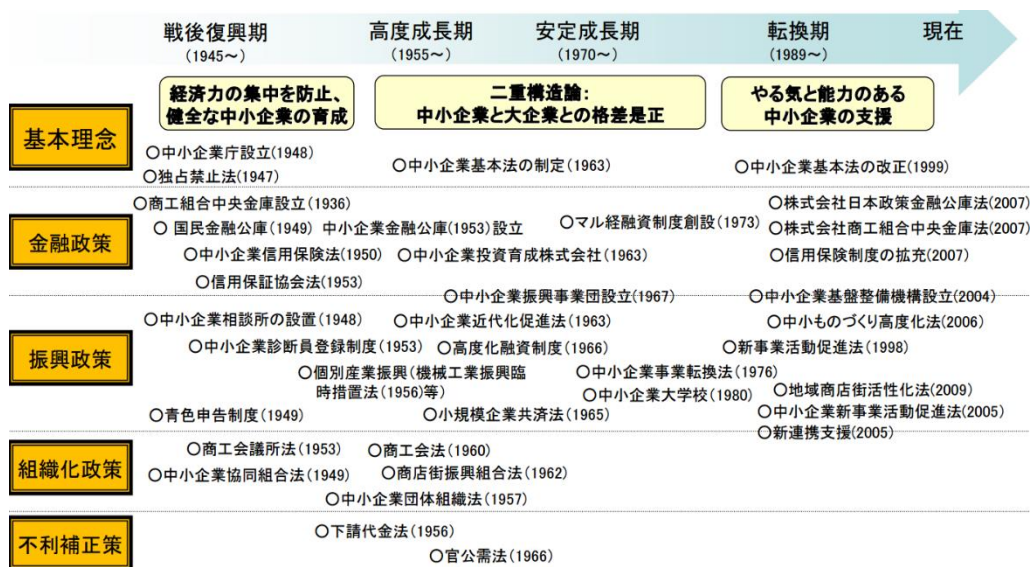 戦後復興期 高度成長期 安定成長期 転換期 現在
(1945～) (1955～) (1970～) (1989～)
経済力の集中を防止、
健全な中小企業の育成
二重構造論：
中小企業と大企業との格差是正
やる気と能力のある
中小企業の支援
基本理念
○中小企業庁設立(1948)
○独占禁止法(1947)
○中小企業基本法の制定(1963)
○中小企業基本法の改正(1999)
金融政策
○商工組合中央金庫設立(1936)
○ 国民金融公庫(1949) 中小企業金融公庫(1953)設立
○中小企業信用保険法(1950)
○信用保証協会法(1953)
○マル経融資制度創設(1973)
○中小企業投資育成株式会社(1963)
○株式会社日本政策金融公庫法(2007)
○株式会社商工組合中央金庫法(2007)
○信用保険制度の拡充(2007)
振興政策
○中小企業振興事業団設立(1967)
○中小企業基盤整備機構設立(2004)
○中小企業相談所の設置(1948)
○中小企業近代化促進法(1963)
○中小ものづくり高度化法(2006)
○中小企業診断員登録制度(1953)
○高度化融資制度(1966)
○新事業活動促進法(1998)
○個別産業振興(機械工業振興臨
時措置法(1956)等)
○中小企業事業転換法(1976)
○中小企業大学校(1980)
○地域商店街活性化法(2009)
○青色申告制度(1949)
○小規模企業共済法(1965)
○中小企業新事業活動促進法(2005)
○新連携支援(2005)
組織化政策
○商工会議所法(1953)
○商工会法(1960)
○中小企業協同組合法(1949)
○商店街振興組合法(1962)
○中小企業団体組織法(1957)
不利補正策
○下請代金法(1956)
○官公需法(1966)